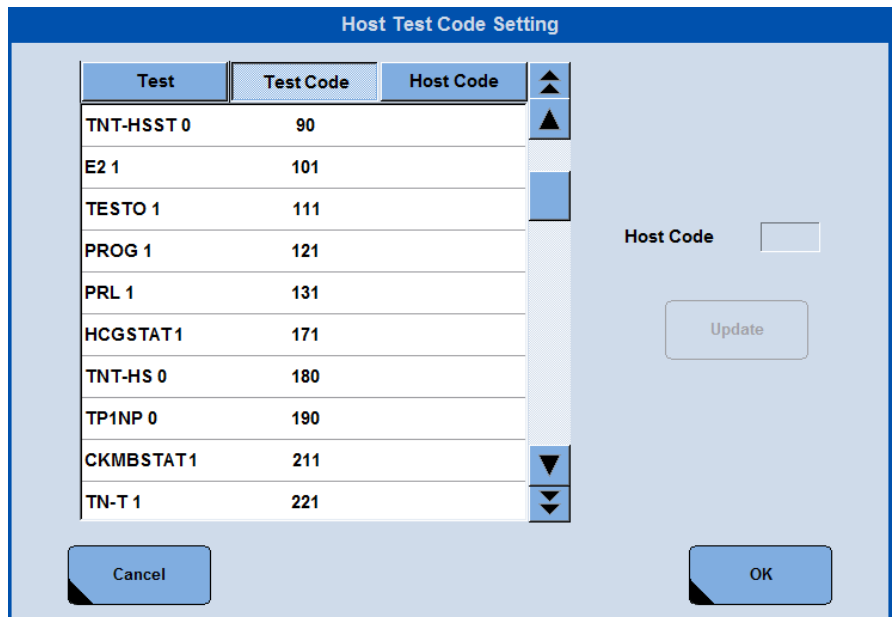 Host Test Code Setting
Test Test Code Host Code
TNT-HSST 0 90
E2 1 101
TESTO 1 111
PROG 1 121
PRL 1 131
HCGSTAT1 171
TNT-HS 0 180
TP1NP 0 190
CKMBSTAT1 211
TN-T 1 221
Host Code
Update
Cancel OK